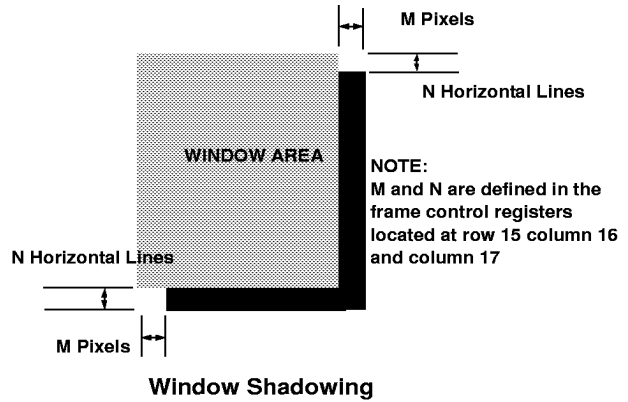 M Pixels
N Horizontal Lines
WINDOW AREA
NOTE:
M and N are defined in the
frame control registers
located at row 15 column 16
and column 17
N Horizontal Lines
M Pixels
Window Shadowing